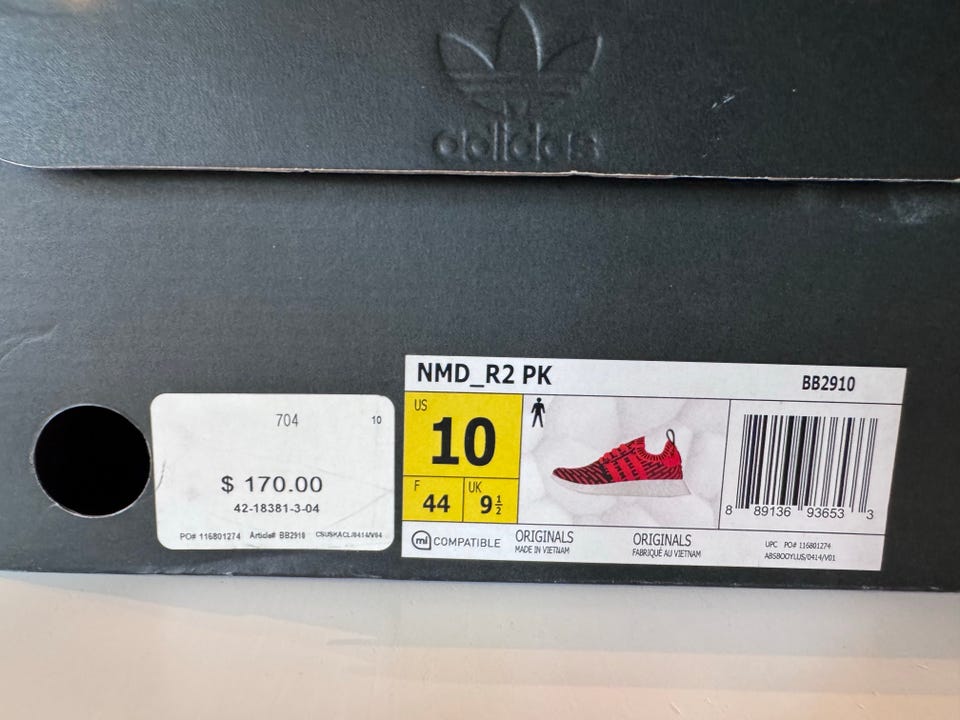 adidas
704
10
$ 170.00
42-18381-3-04
PO# 116801274 Article# BB2910
NMD_R2 PK
BB2910
US
10
F
44
UK
9½
mi COMPATIBLE
ORIGINALS
MADE IN VIETNAM
ORIGINALS
FABRIQUÉ AU VIETNAM
8 89136 93653 3
UPC PO# 116801274